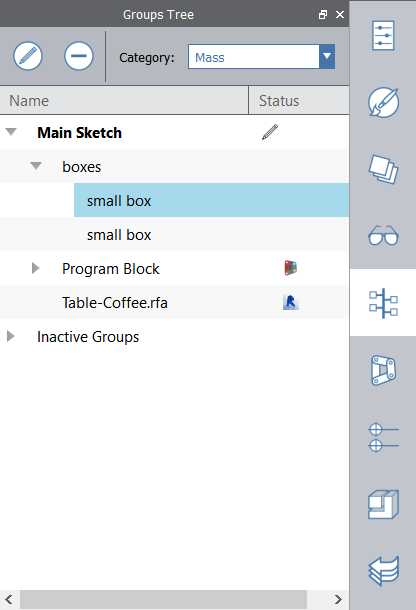 Groups Tree
Category: Mass
Name Status
Main Sketch
boxes
small box
small box
Program Block
Table-Coffee.rfa
Inactive Groups